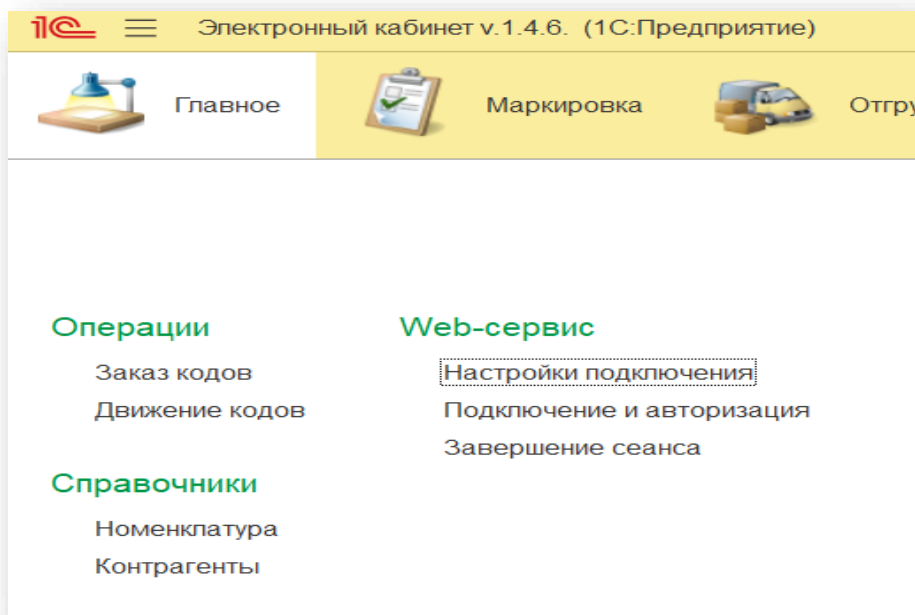 1С Электронный кабинет v.1.4.6. (1С:Предприятие)
Главное Маркировка Отгру
Операции
Заказ кодов
Движение кодов
Справочники
Номенклатура
Контрагенты
Web-сервис
Настройки подключения
Подключение и авторизация
Завершение сеанса